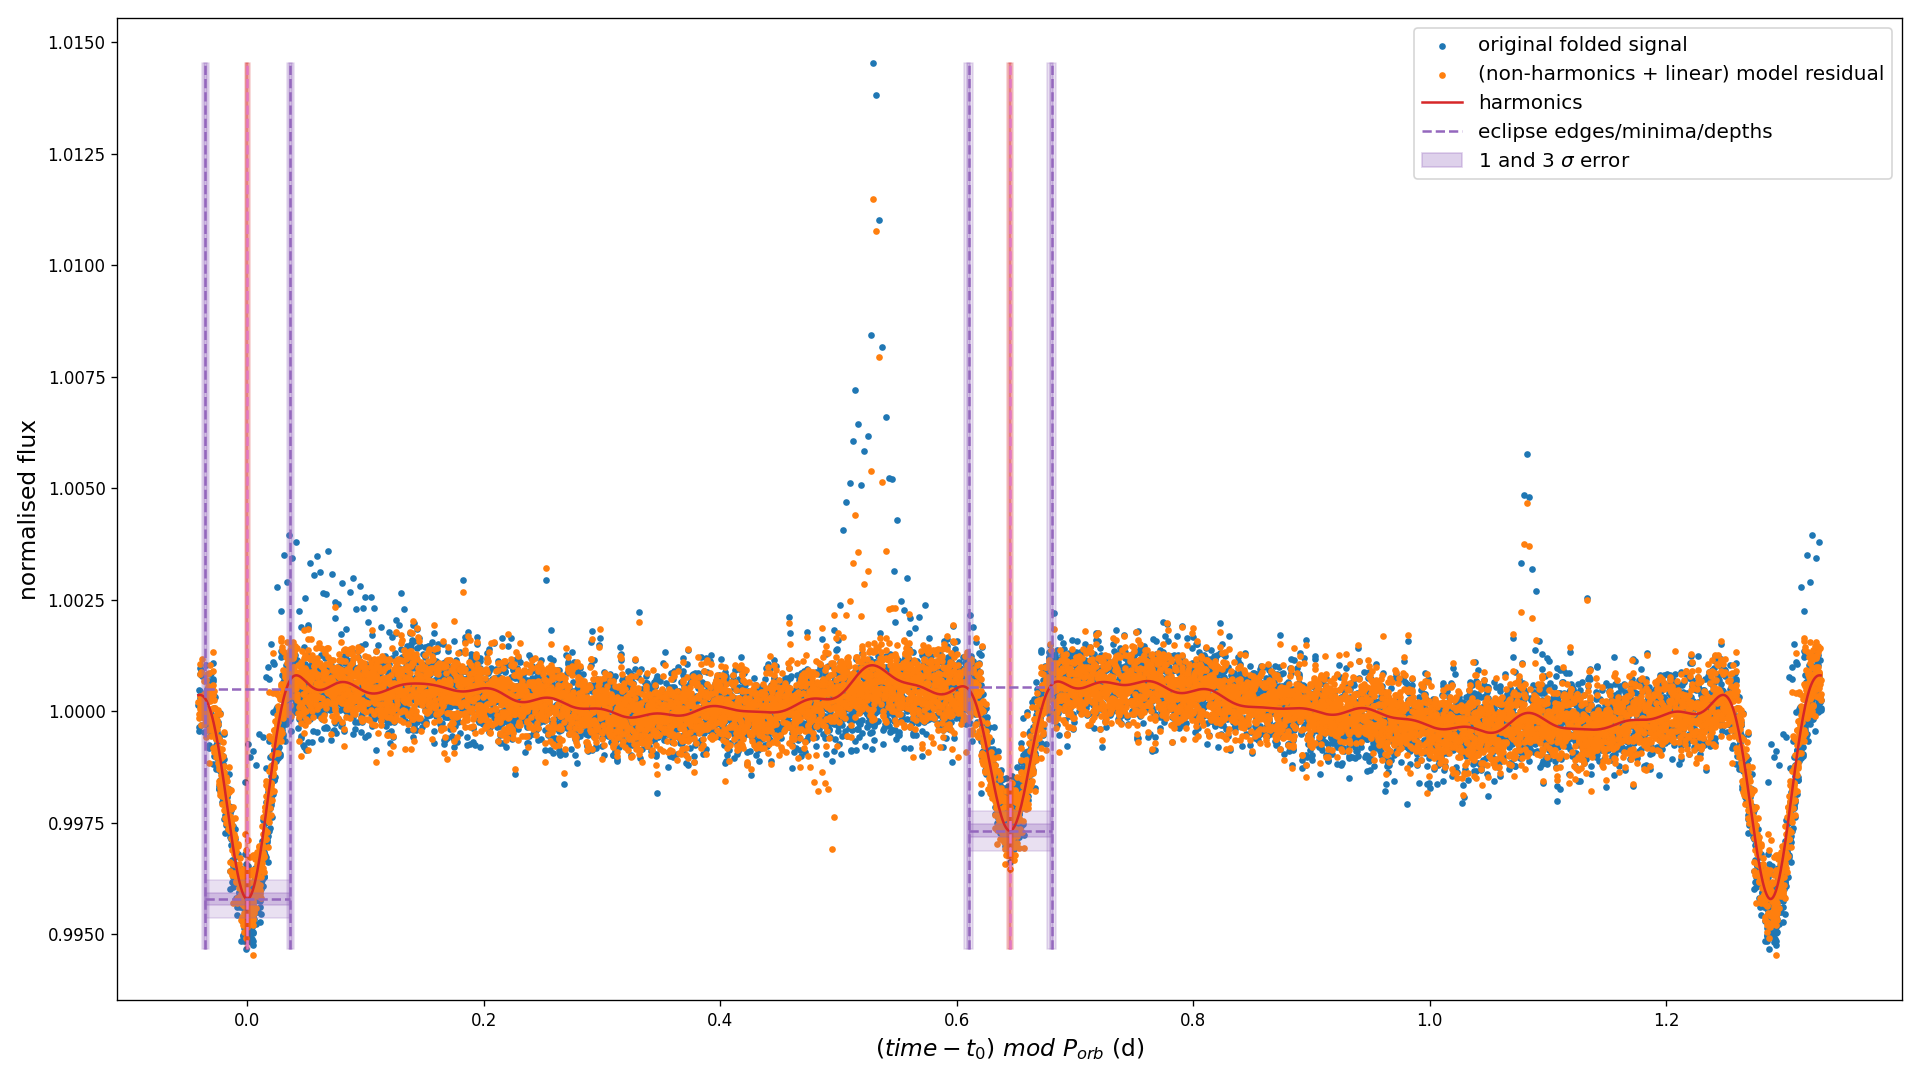 1.0150
1.0125
1.0100
1.0075
1.0050
1.0025
1.0000
0.9975
0.9950
normalised flux
original folded signal
(non-harmonics + linear) model residual
harmonics
eclipse edges/minima/depths
1 and 3 σ error
0.0 0.2 0.4 0.6 0.8 1.0 1.2
(time − t₀) mod Pₒᵣb (d)